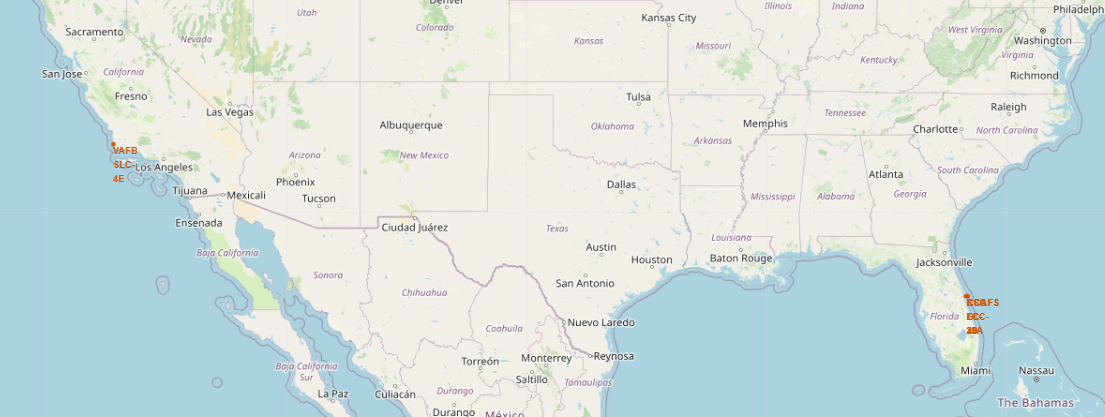 Denver
Utah
Kansas City
Illinois
Indiana
Philadelph
Sacramento
Nevada
Colorado
Kansas
Missouri
West Virginia
Washington
Virginia
San Jose
California
Kentucky
Richmond
Fresno
Las Vegas
Tulsa
Raleigh
Albuquerque
Oklahoma
Memphis
Tennessee
Charlotte
North Carolina
Arkansas
VAFB
SLC-
4E
Los Angeles
Arizona
New Mexico
Atlanta
South Carolina
Phoenix
Dallas
Mississippi
Alabama
Georgia
Tijuana
Mexicali
Tucson
Ensenada
Ciudad Juárez
Texas
Louisiana
Austin
Houston
Baton Rouge
Baja California
Jacksonville
Sonora
San Antonio
Chihuahua
Florida
Coahuila
Nuevo Laredo
Torreón
Monterrey
Reynosa
Baja California
Sur
Saltillo
Tamaulipas
Miami
Nassau
La Paz
Culiacán
Durango
Durango
México
The Bahamas